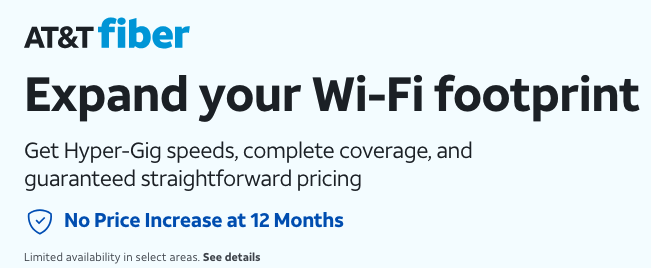 AT&T fiber
Expand your Wi-Fi footprint
Get Hyper-Gig speeds, complete coverage, and
guaranteed straightforward pricing
No Price Increase at 12 Months
Limited availability in select areas. See details